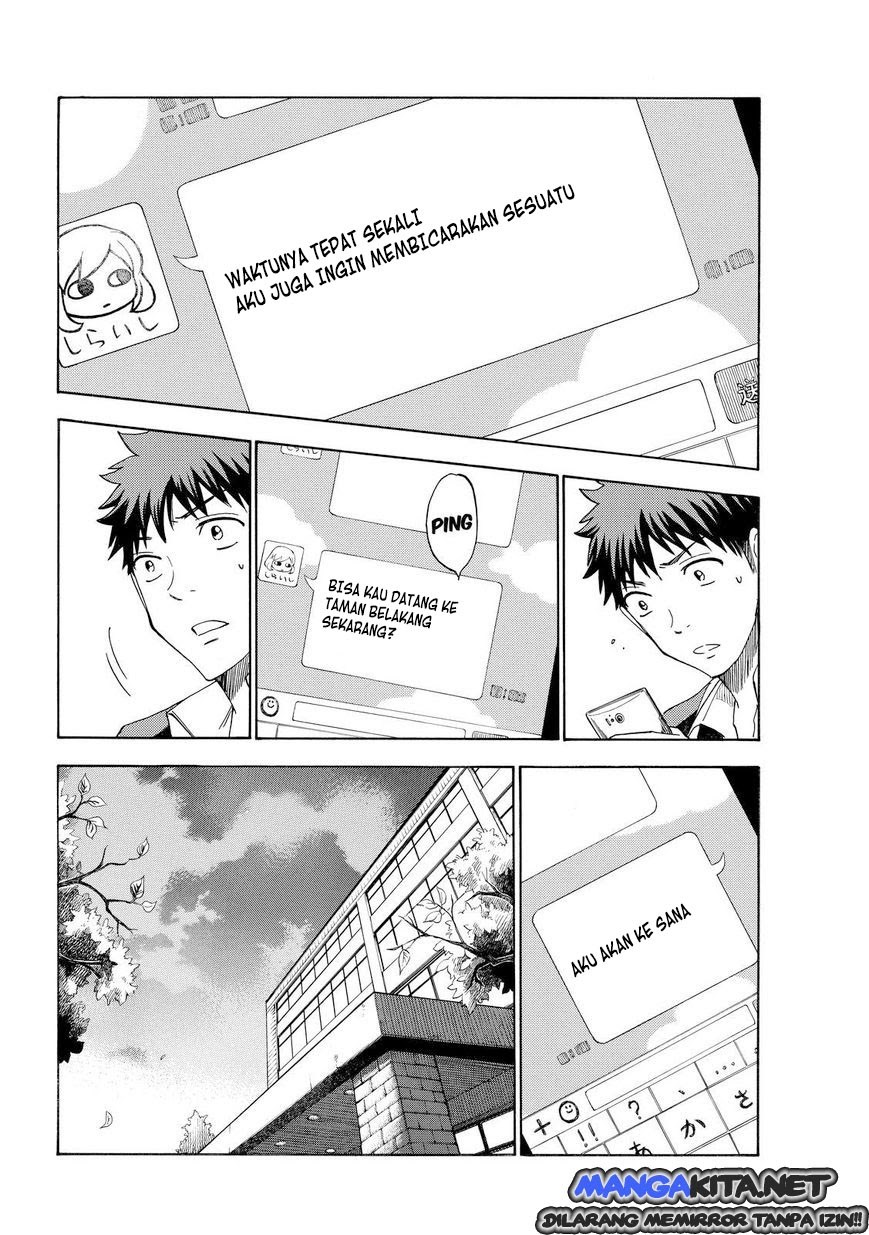 WAKTUNYA TEPAT SEKALI
AKU JUGA INGIN MEMBICARAKAN SESUATU
しらいし
送
PING
BISA KAU DATANG KE
TAMAN BELAKANG
SEKARANG?
AKU AKAN KE SANA
+
!! ? 、 ...
あ か さ
MANGAKITA.NET
DILARANG MEMIRROR TANPA IZIN!!